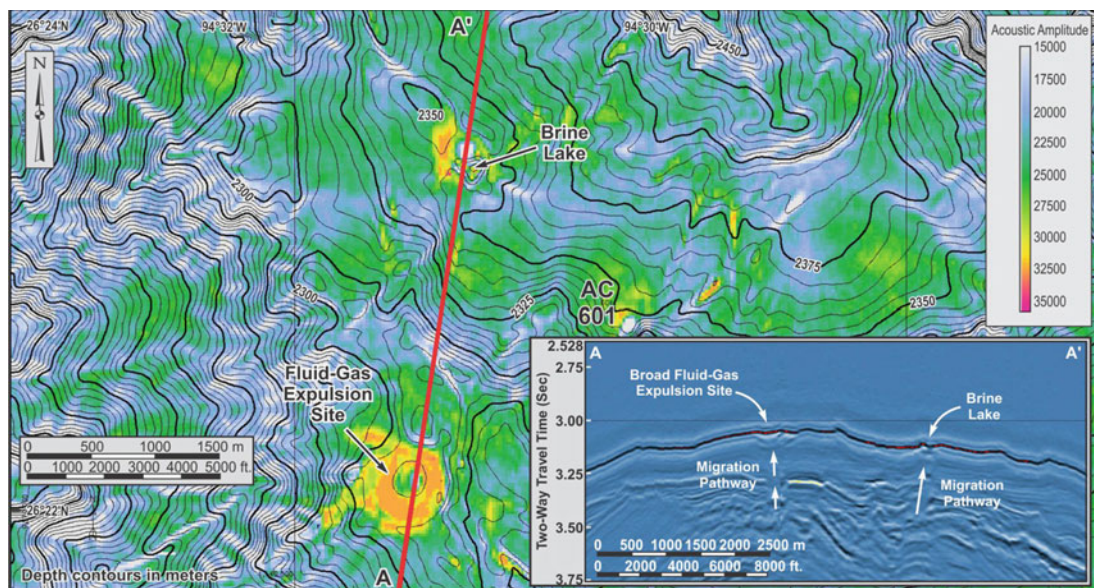 26°24'N
94°32'W
A'
94°30'W
2450
Acoustic Amplitude
15000
17500
20000
22500
25000
27500
30000
32500
35000
N
2350
Brine
Lake
2300
2375
2300
2325
AC
601
2350
Fluid-Gas
Expulsion
Site
0 500 1000 1500 m
0 1000 2000 3000 4000 5000 ft.
26°22'N
Depth contours in meters
A
Two-Way Travel Time (Sec)
2.528
2.75
3.00
3.25
3.50
3.75
A
A'
Broad Fluid-Gas
Expulsion Site
Brine
Lake
Migration
Pathway
Migration
Pathway
0 500 1000 1500 2000 2500 m
0 2000 4000 6000 8000 ft.